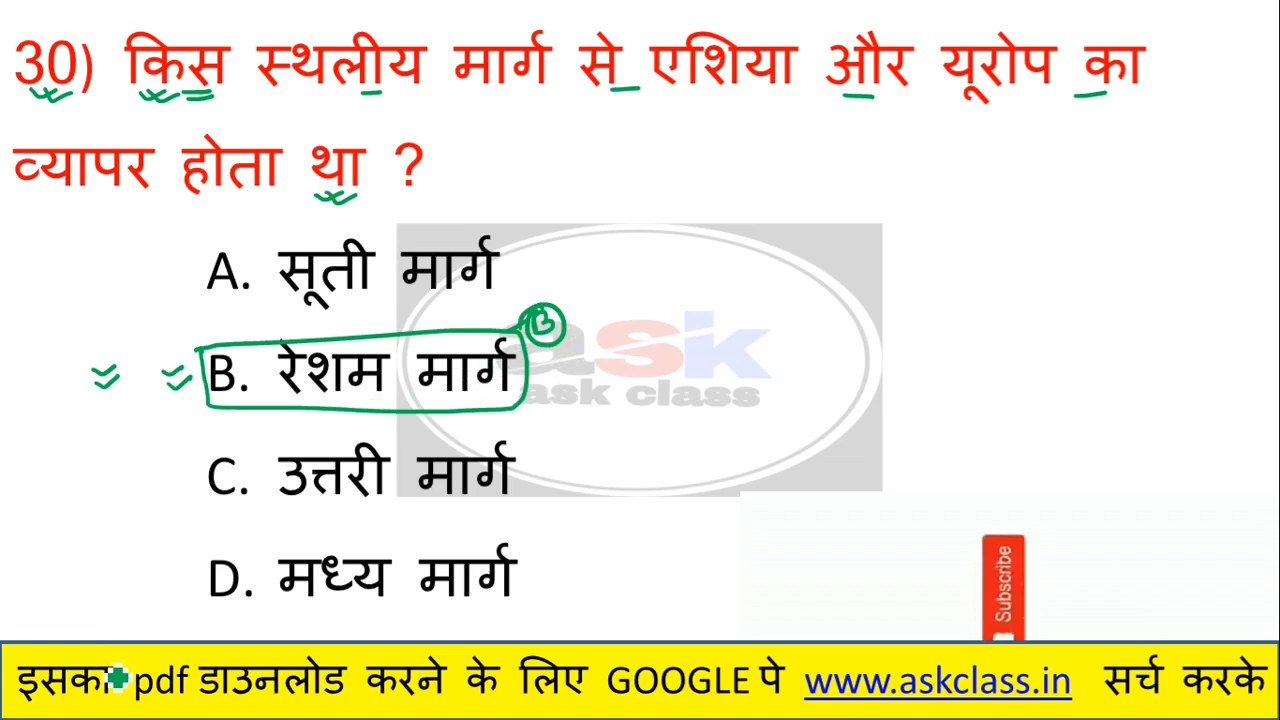 30) किस स्थलीय मार्ग से एशिया और यूरोप का
व्यापर होता था ?
A. सूती मार्ग
B
B. रेशम मार्ग
ask
ask class
C. उत्तरी मार्ग
D. मध्य मार्ग
Subscribe
इसका pdf डाउनलोड करने के लिए GOOGLE पे www.askclass.in सर्च करके